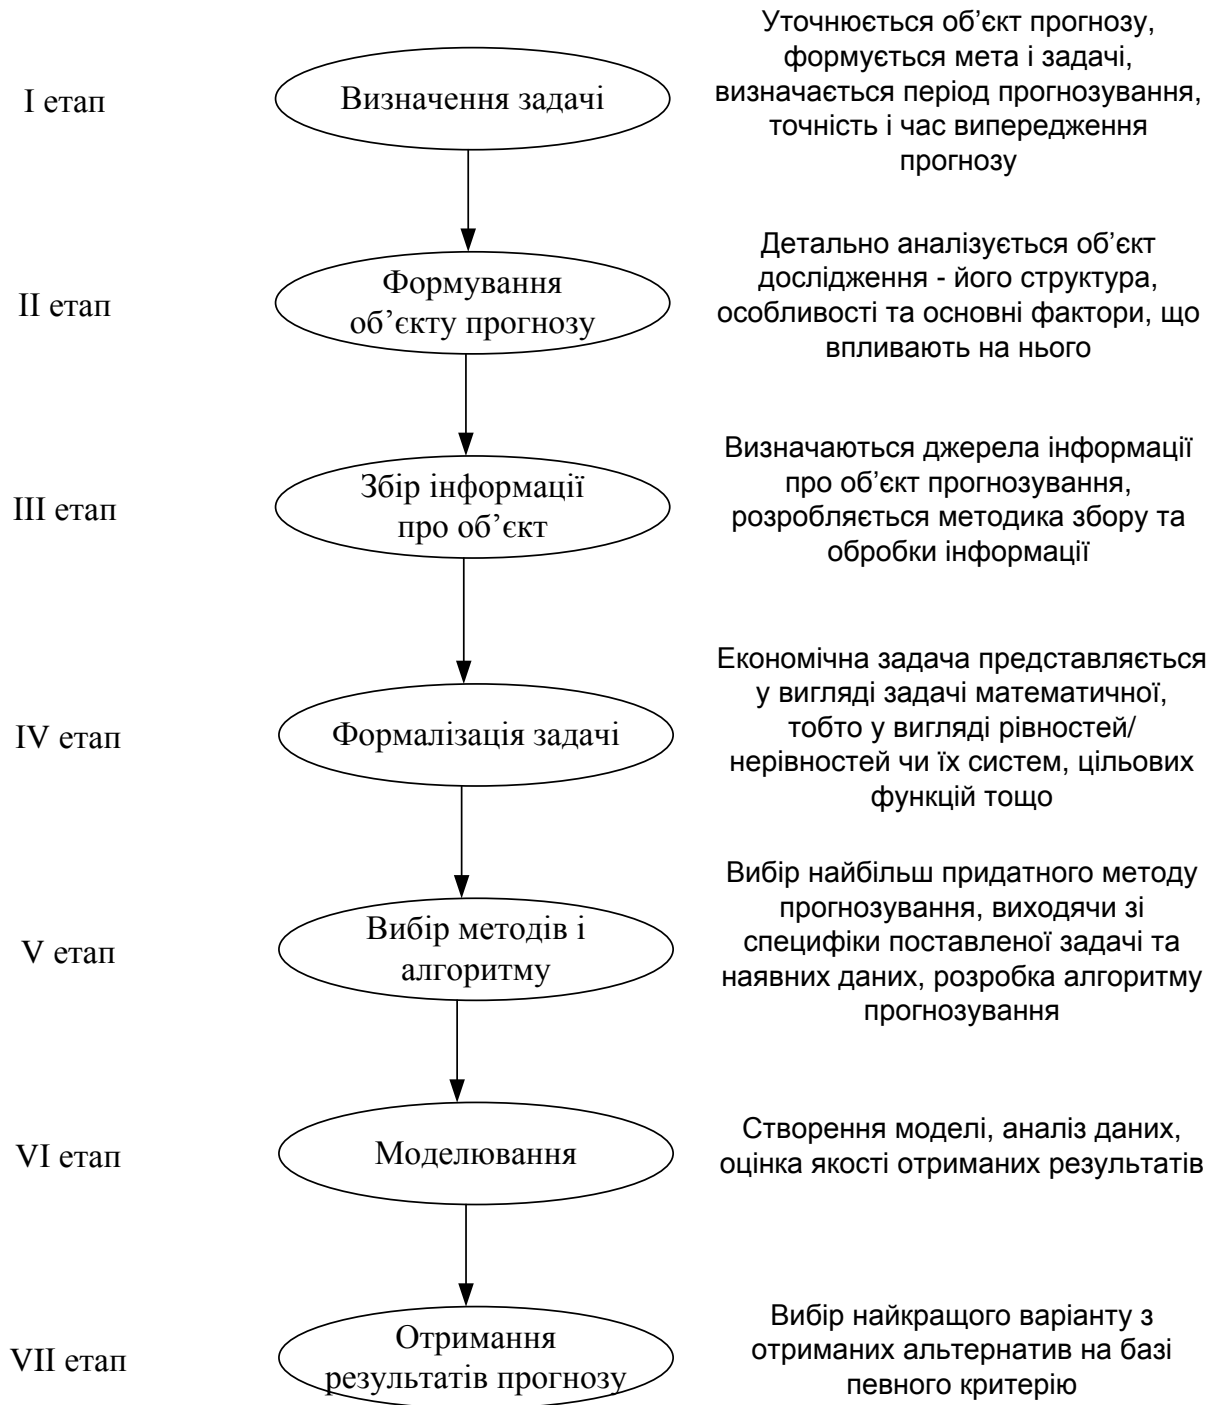 І етап
Визначення задачі
Уточнюється об’єкт прогнозу,
формується мета і задачі,
визначається період прогнозування,
точність і час випередження
прогнозу
ІІ етап
Формування
об’єкту прогнозу
Детально аналізується об’єкт
дослідження - його структура,
особливості та основні фактори, що
впливають на нього
ІІІ етап
Збір інформації
про об’єкт
Визначаються джерела інформації
про об’єкт прогнозування,
розробляється методика збору та
обробки інформації
IV етап
Формалізація задачі
Економічна задача представляється
у вигляді задачі математичної,
тобто у вигляді рівностей/
нерівностей чи їх систем, цільових
функцій тощо
V етап
Вибір методів і
алгоритму
Вибір найбільш придатного методу
прогнозування, виходячи зі
специфіки поставленої задачі та
наявних даних, розробка алгоритму
прогнозування
VI етап
Моделювання
Створення моделі, аналіз даних,
оцінка якості отриманих результатів
VII етап
Отримання
результатів прогнозу
Вибір найкращого варіанту з
отриманих альтернатив на базі
певного критерію